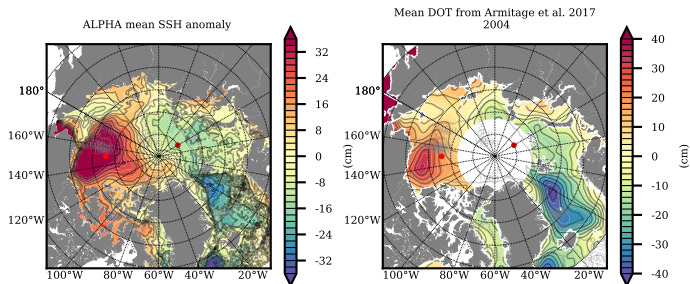 ALPHA mean SSH anomaly
180°
160°W
140°W
120°W
100°W 80°W 60°W 40°W 20°W
32
24
16
8
0
-8
-16
-24
-32
(cm)
Mean DOT from Armitage et al. 2017
2004
180°
160°W
140°W
120°W
100°W 80°W 60°W 40°W 20°W
40
30
20
10
0
-10
-20
-30
-40
(cm)